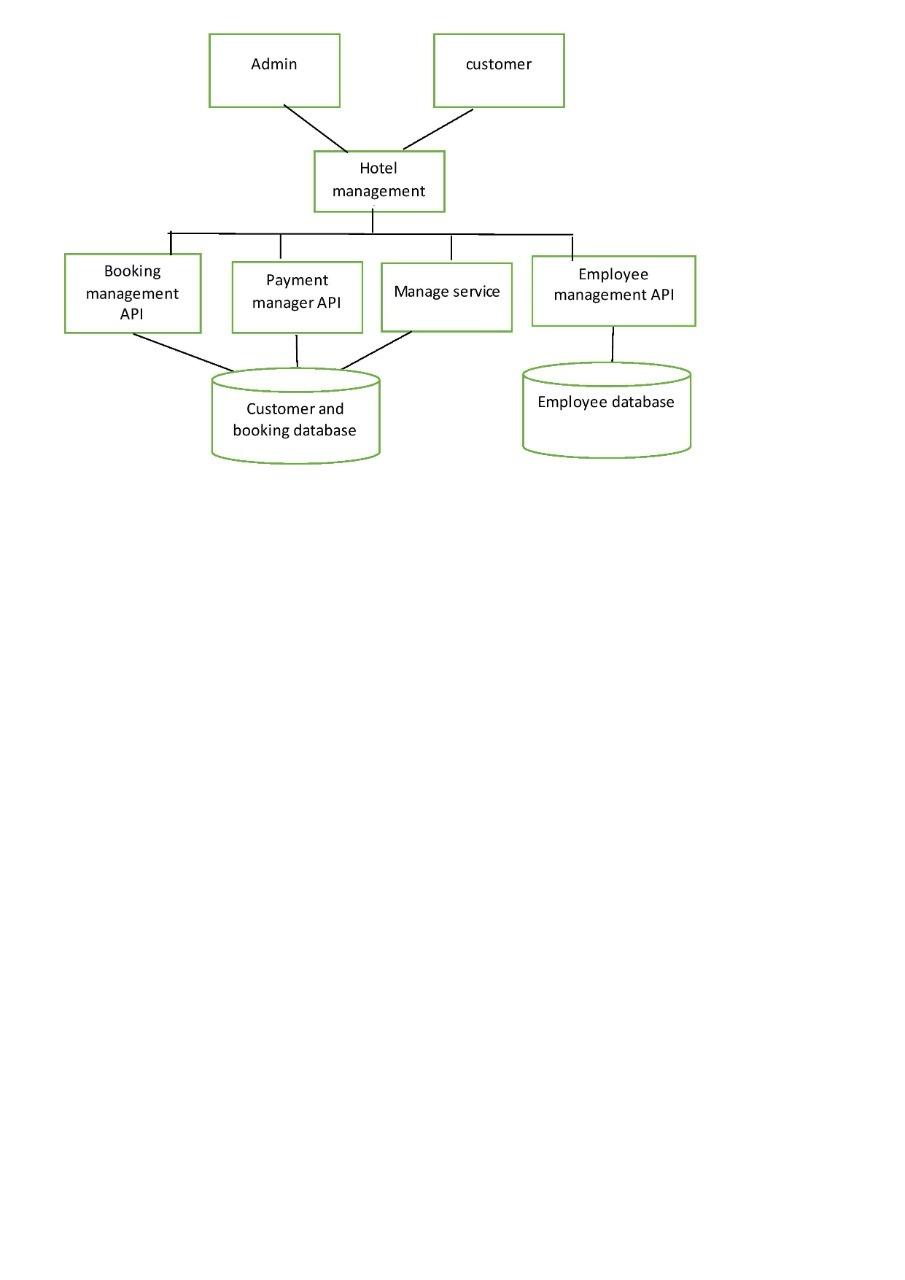 Admin
customer
Hotel
management
Booking
management
API
Payment
manager API
Manage service
Employee
management API
Customer and
booking database
Employee database